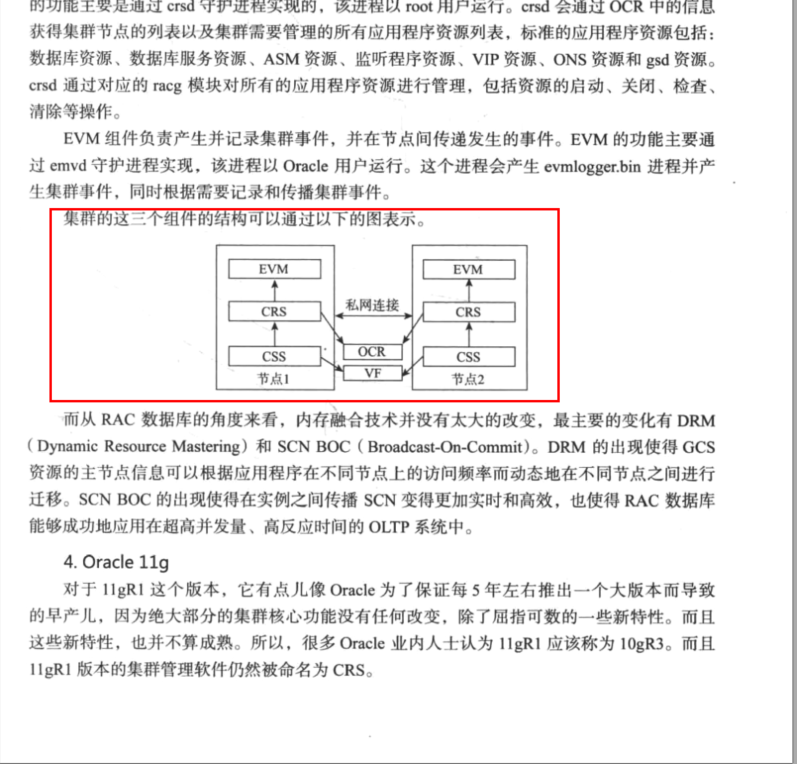 的功能主要是通过 crsd 守护进程实现的，该进程以 root 用户运行。crsd 会通过 OCR 中的信息
获得集群节点的列表以及集群需要管理的所有应用程序资源列表，标准的应用程序资源包括：
数据库资源、数据库服务资源、ASM 资源、监听程序资源、VIP 资源、ONS 资源和 gsd 资源。
crsd 通过对应的 racg 模块对所有的应用程序资源进行管理，包括资源的启动、关闭、检查、
清除等操作。
EVM 组件负责产生并记录集群事件，并在节点间传递发生的事件。EVM 的功能主要通
过 emvd 守护进程实现，该进程以 Oracle 用户运行。这个进程会产生 evmlogger.bin 进程并产
生集群事件，同时根据需要记录和传播集群事件。
集群的这三个组件的结构可以通过以下的图表示。
EVM
EVM
私网连接
CRS
CRS
OCR
CSS
CSS
VF
节点1
节点2
而从 RAC 数据库的角度来看，内存融合技术并没有太大的改变，最主要的变化有 DRM
（Dynamic Resource Mastering）和 SCN BOC（Broadcast-On-Commit）。DRM 的出现使得 GCS
资源的主节点信息可以根据应用程序在不同节点上的访问频率而动态地在不同节点之间进行
迁移。SCN BOC 的出现使得在实例之间传播 SCN 变得更加实时和高效，也使得 RAC 数据库
能够成功地应用在超高并发量、高反应时间的 OLTP 系统中。
4. Oracle 11g
对于 11gR1 这个版本，它有点儿像 Oracle 为了保证每 5 年左右推出一个大版本而导致
的早产儿，因为绝大部分的集群核心功能没有任何改变，除了屈指可数的一些新特性。而且
这些新特性，也并不算成熟。所以，很多 Oracle 业内人士认为 11gR1 应该称为 10gR3。而且
11gR1 版本的集群管理软件仍然被命名为 CRS。